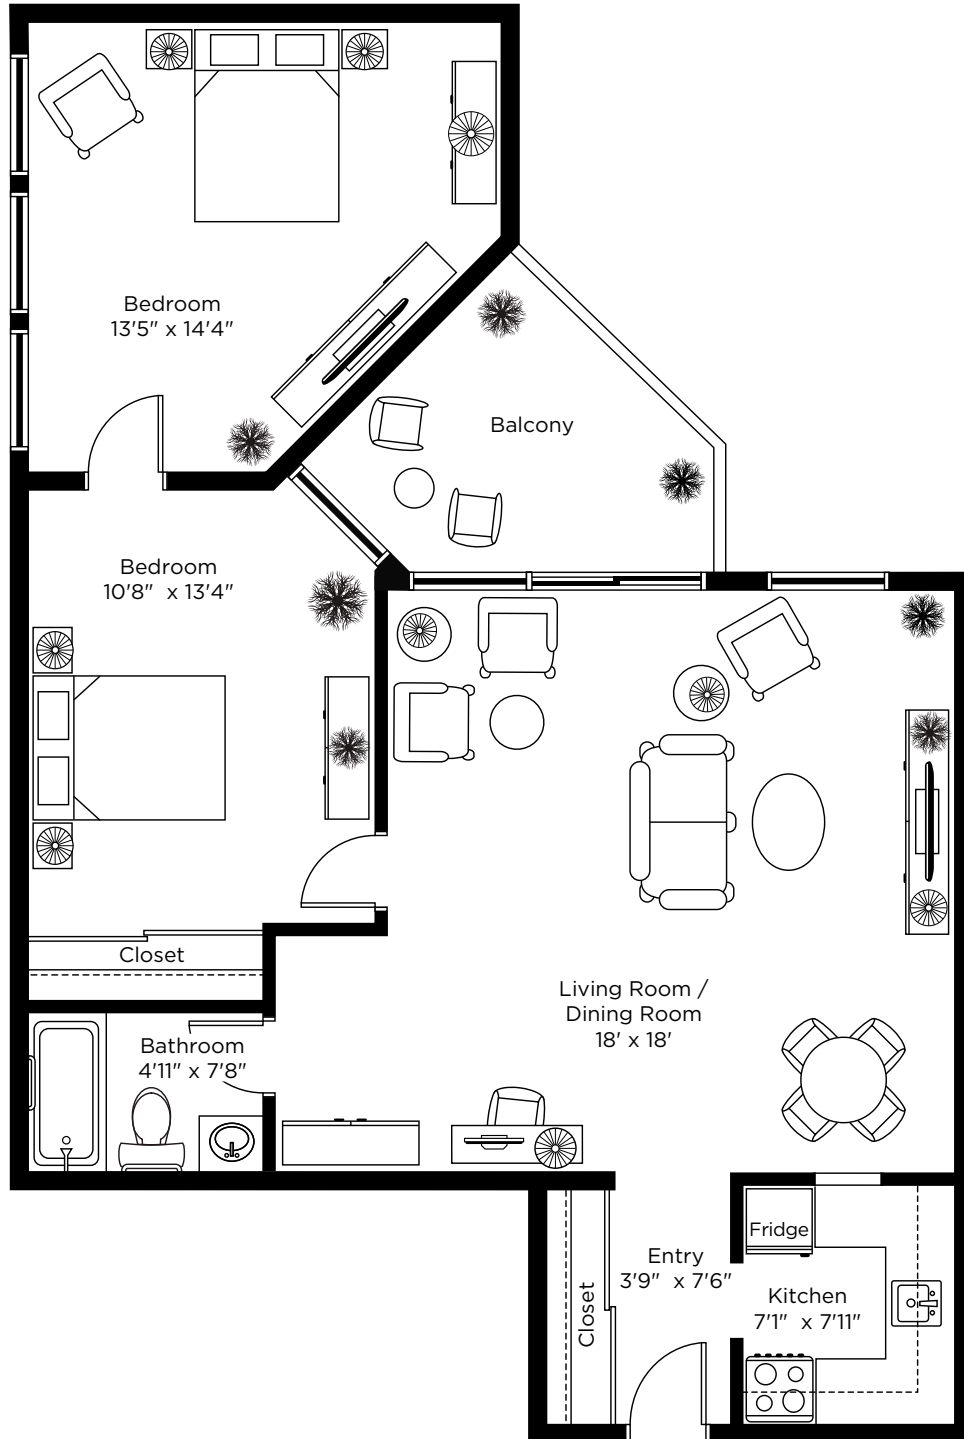 Bedroom
13'5" x 14'4"
Balcony
Bedroom
10'8" x 13'4"
Closet
Living Room /
Dining Room
18' x 18'
Bathroom
4'11" x 7'8"
Fridge
Entry
3'9" x 7'6"
Closet
Kitchen
7'1" x 7'11"